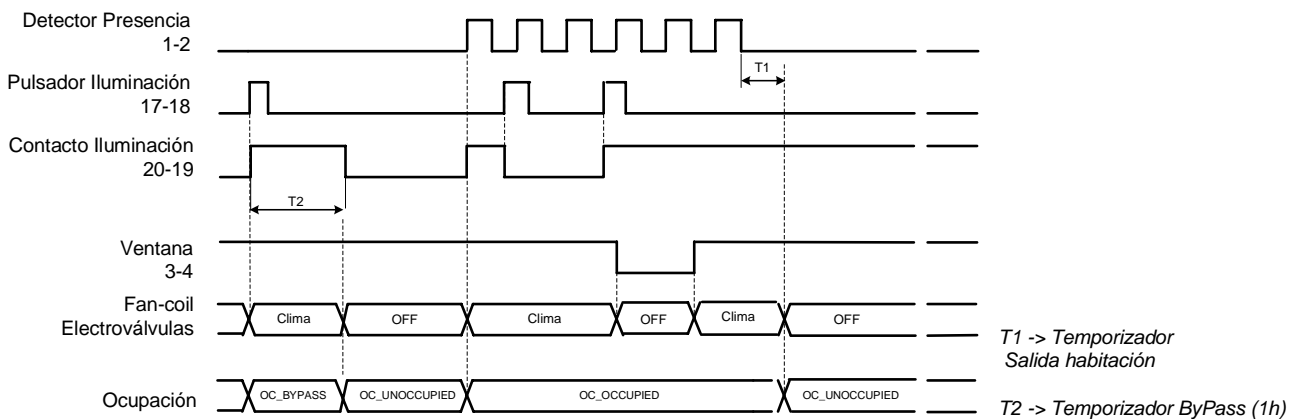 Detector Presencia
1-2
T1
Pulsador Iluminación
17-18
Contacto Iluminación
20-19
T2
Ventana
3-4
Fan-coil
Electroválvulas
Clima
OFF
Clima
OFF
Clima
OFF
T1 -> Temporizador
Salida habitación
Ocupación
OC_BYPASS
OC_UNOCCUPIED
OC_OCCUPIED
OC_UNOCCUPIED
T2 -> Temporizador ByPass (1h)